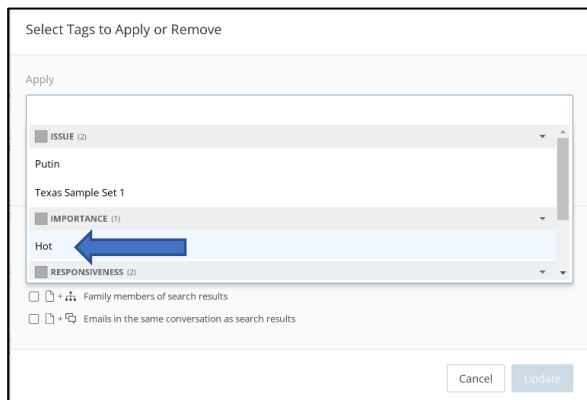 Select Tags to Apply or Remove
Apply
ISSUE (2)
Putin
Texas Sample Set 1
IMPORTANCE (1)
Hot
RESPONSIVENESS (2)
+ Family members of search results
+ Emails in the same conversation as search results
Cancel Update